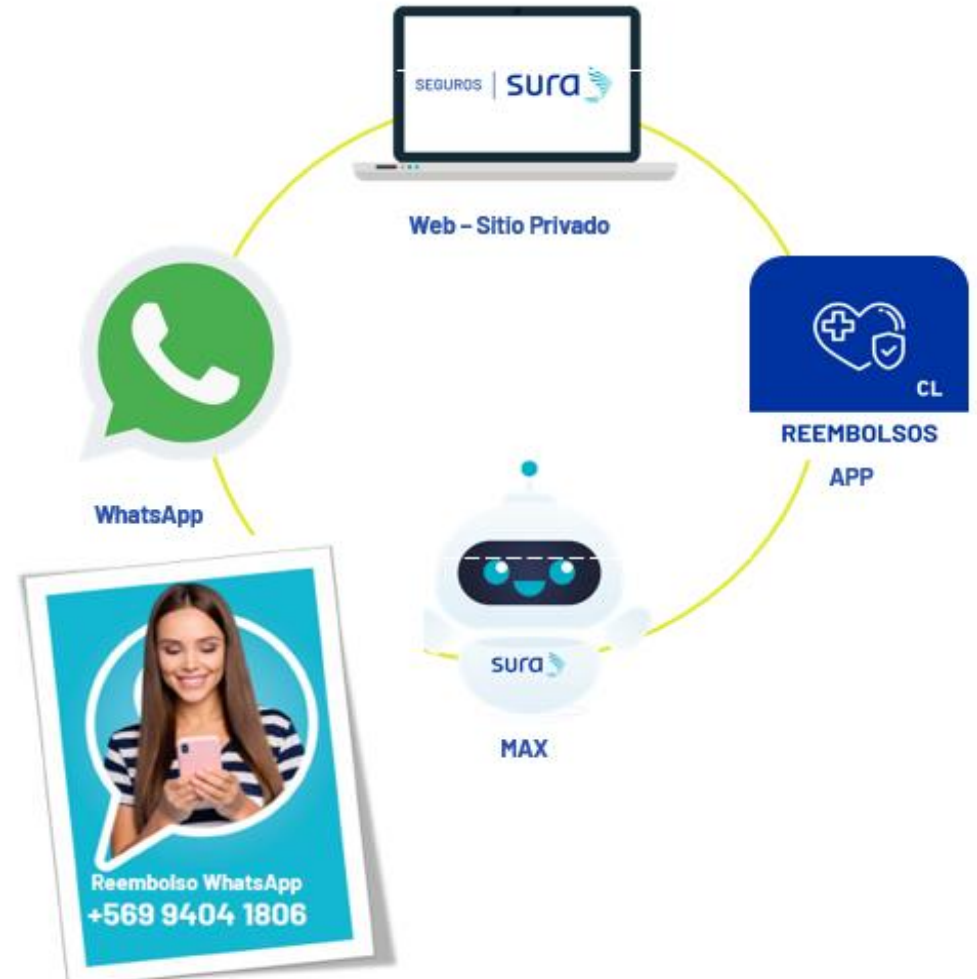 SEGUROS | sura
Web – Sitio Privado
CL
REEMBOLSOS
APP
WhatsApp
sura
MAX
Reembolso WhatsApp
+569 9404 1806